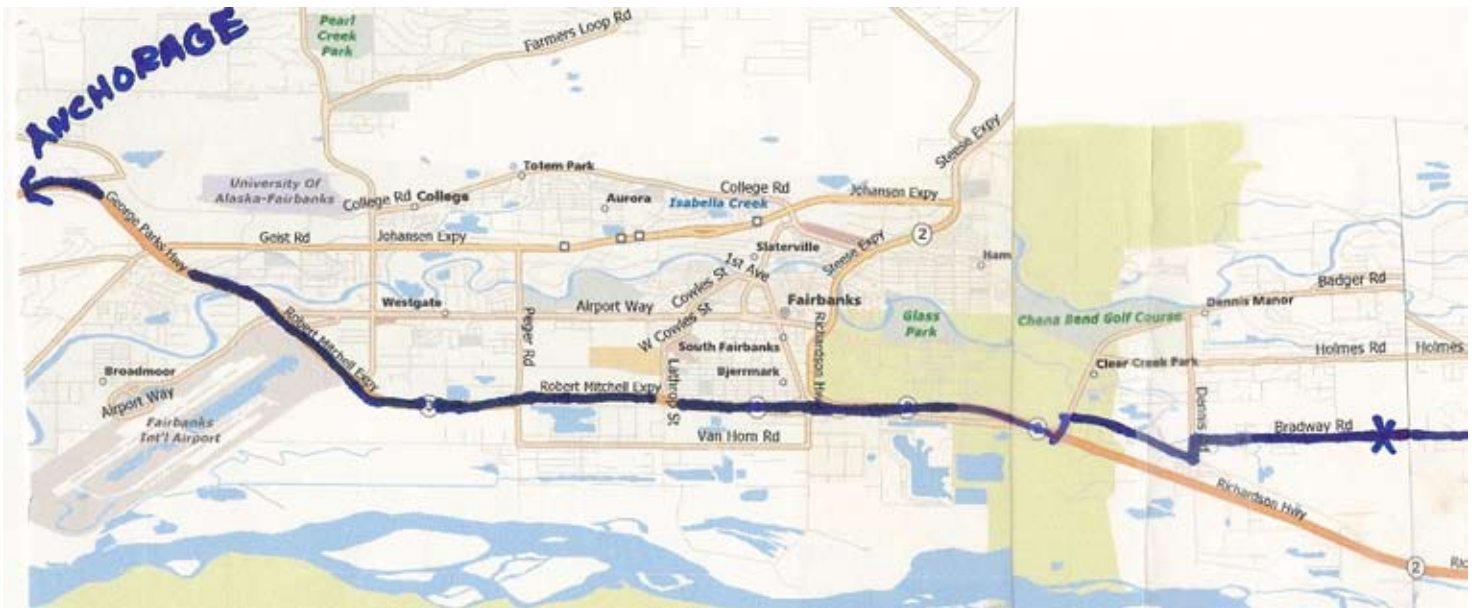 ANCHORAGE
Pearl
Creek
Park
Farmers Loop Rd
Steese Expy
Totem Park
University Of
Alaska-Fairbanks
College Rd
College
Aurora
College Rd
Isabella Creek
Johansen Expy
George Parks Hwy
Geist Rd
Johansen Expy
Slaterville
1st Ave
Steese Expy
2
Ham
Badger Rd
Westgate
Airport Way
Cowles St
Fairbanks
Dennis Manor
Robert Mitchell Expy
Peger Rd
W Cowles St
Richardson Hwy
Glass
Park
Chena Bend Golf Course
South Fairbanks
Holmes Rd
Holmes
Broadmoor
Airport Way
Bjerrmark
Clear Creek Park
Robert Mitchell Expy
Lathrop St
Fairbanks
Int'l Airport
Van Horn Rd
Bradway Rd
X
Richardson Hwy
2
Ric